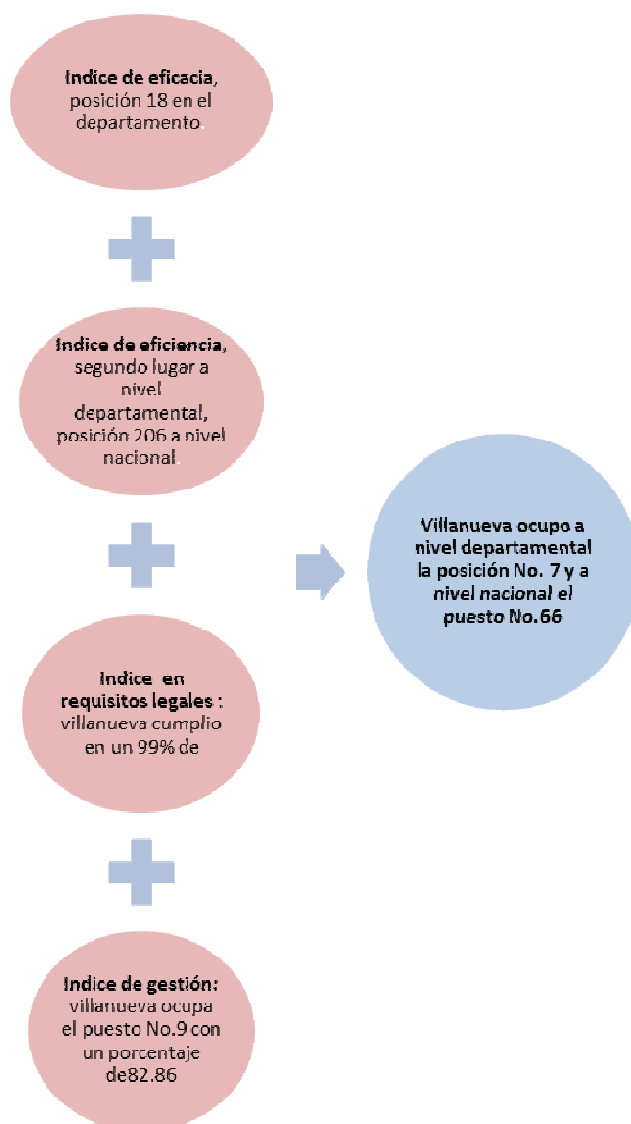 Indice de eficacia,
posición 18 en el
departamento.
Indice de eficiencia,
segundo lugar a
nivel
departamental,
posición 206 a nivel
nacional.
Indice en
requisitos legales :
villanueva cumplio
en un 99% de
Indice de gestión:
villanueva ocupa
el puesto No.9 con
un porcentaje
de82.86
Villanueva ocupo a
nivel departamental
la posición No. 7 y a
nivel nacional el
puesto No.66